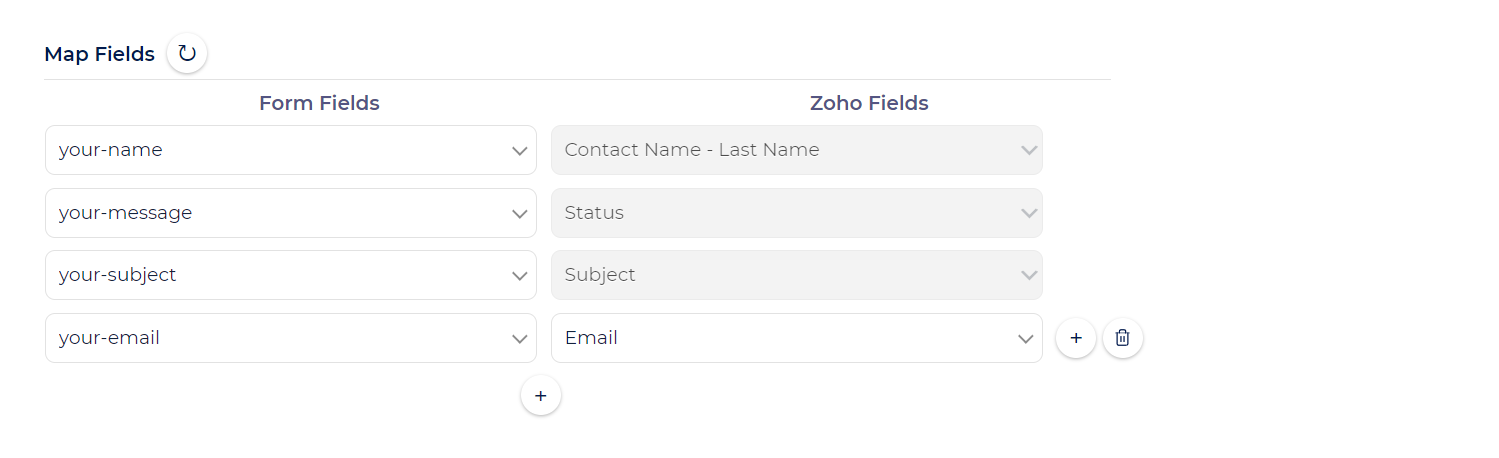 Map Fields
Form Fields Zoho Fields
your-name Contact Name - Last Name
your-message Status
your-subject Subject
your-email Email